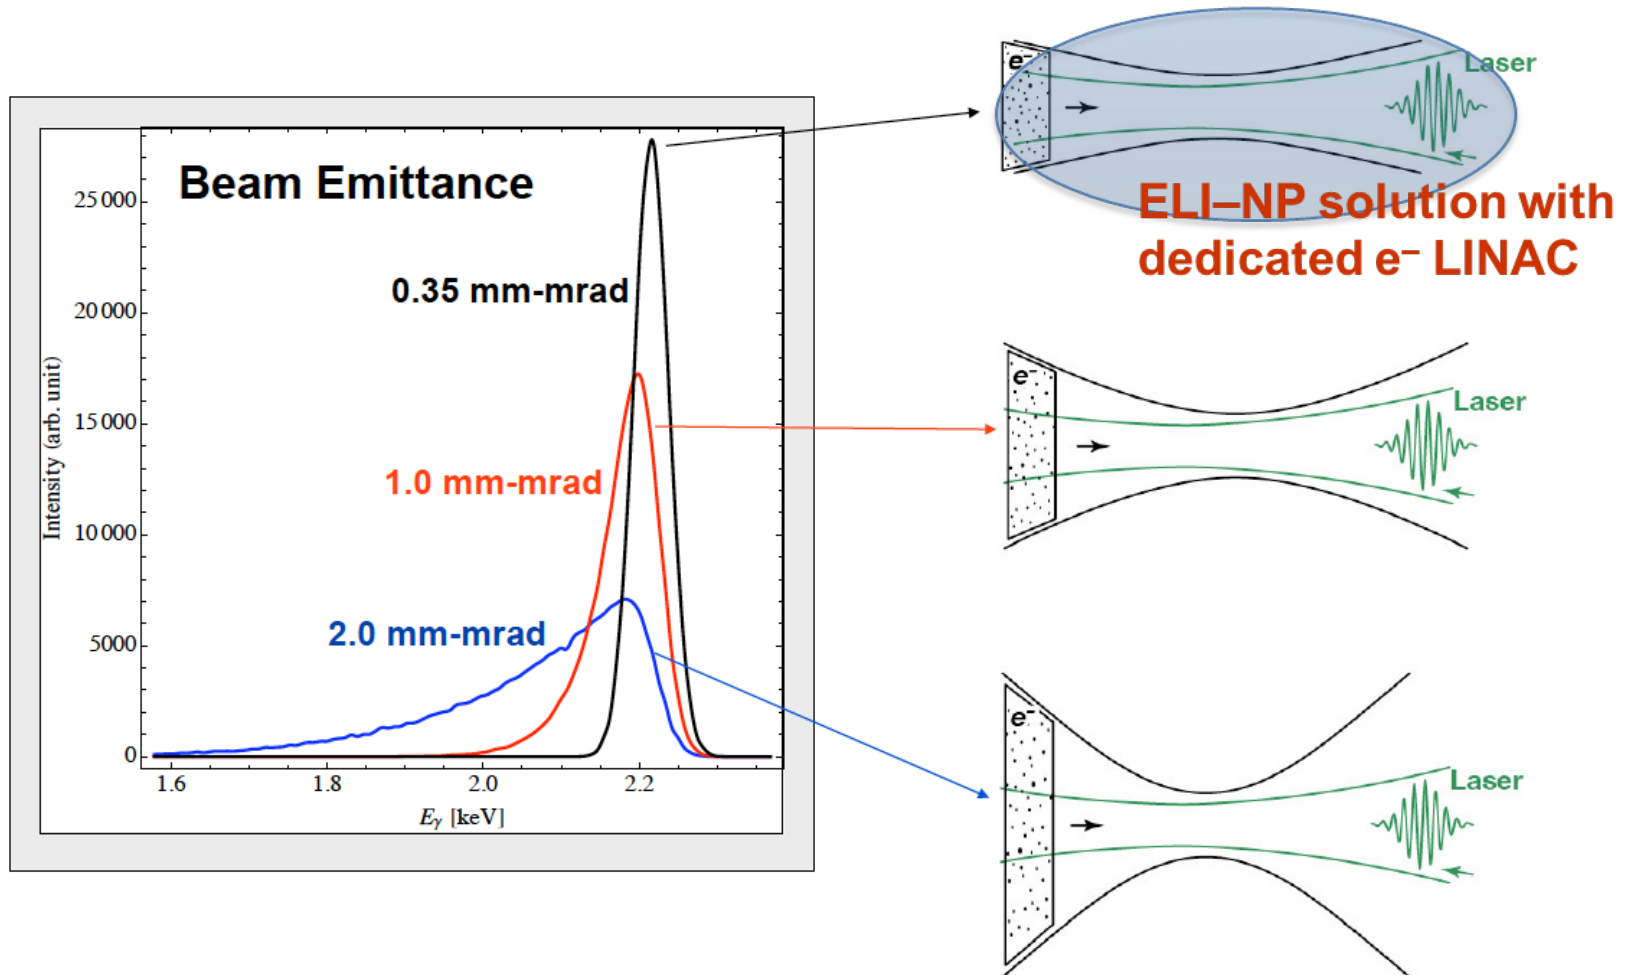 Beam Emittance
25 000
20 000
15 000
10 000
5000
0
Intensity (arb. unit)
0.35 mm-mrad
1.0 mm-mrad
2.0 mm-mrad
1.6
1.8
2.0
2.2
Eγ [keV]
e⁻
Laser
ELI–NP solution with
dedicated e⁻ LINAC
e⁻
Laser
e⁻
Laser